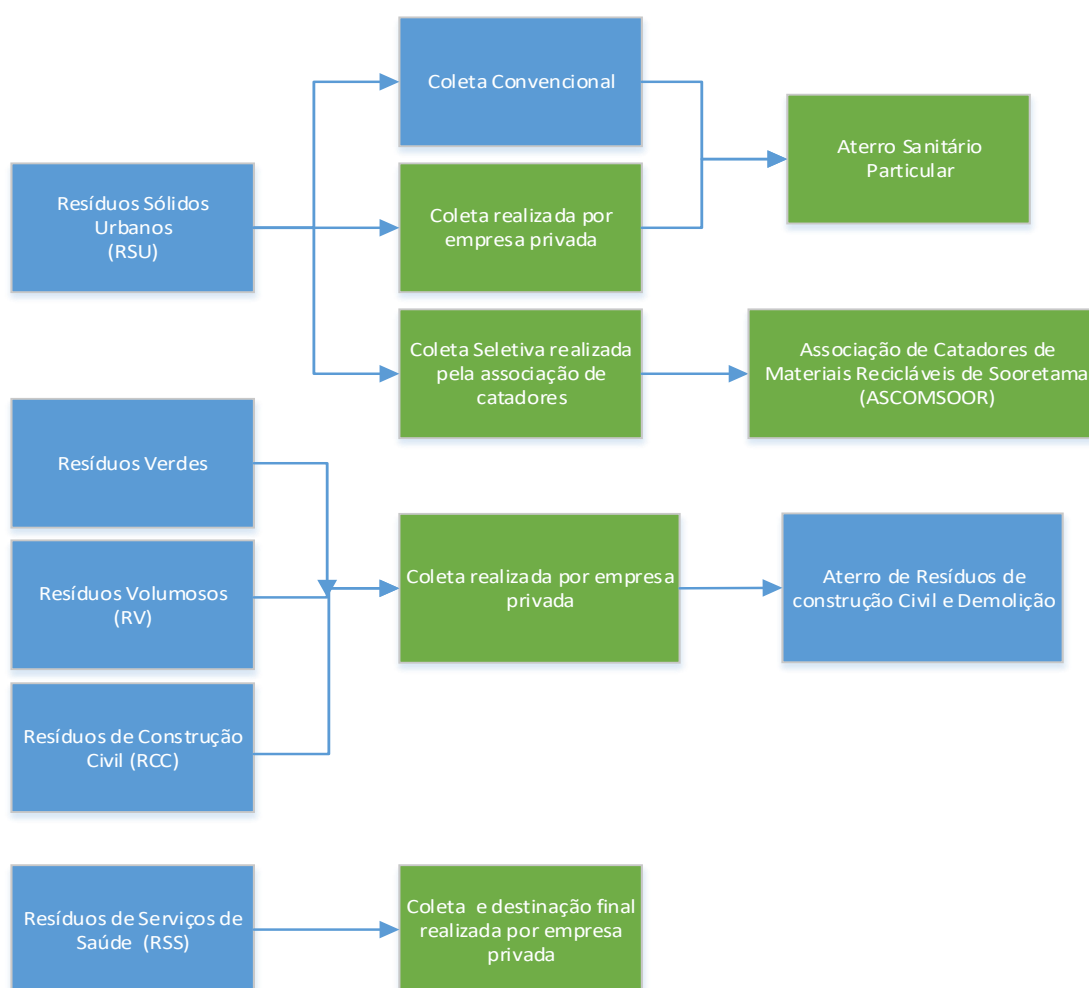 Coleta Convencional
Aterro Sanitário
Particular
Resíduos Sólidos
Urbanos
(RSU)
Coleta realizada por
empresa privada
Coleta Seletiva realizada
pela associação de
catadores
Associação de Catadores de
Materiais Recicláveis de Sooretama
(ASCOMSOOR)
Resíduos Verdes
Resíduos Volumosos
(RV)
Coleta realizada por empresa
privada
Aterro de Resíduos de
construção Civil e Demolição
Resíduos de Construção
Civil (RCC)
Resíduos de Serviços de
Saúde (RSS)
Coleta e destinação final
realizada por empresa
privada